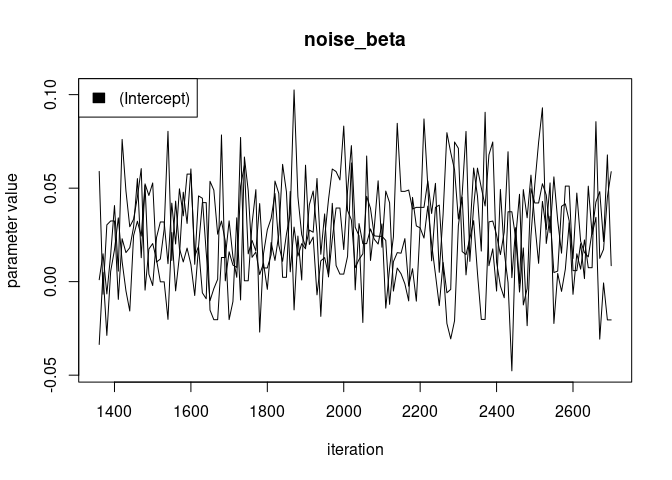 noise_beta
(Intercept)
parameter value
0.10
0.05
0.00
-0.05
1400 1600 1800 2000 2200 2400 2600
iteration